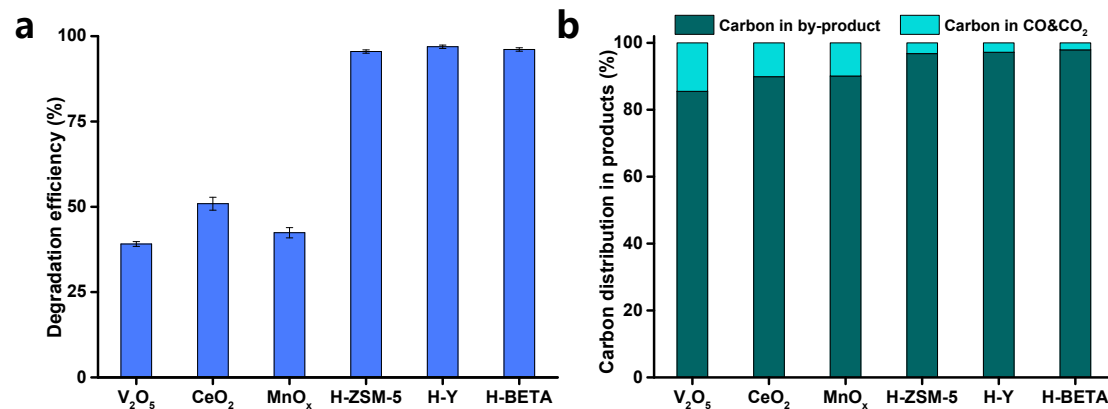 a
Degradation efficiency (%)
100
75
50
25
0
V₂O₅ CeO₂ MnOₓ H-ZSM-5 H-Y H-BETA
b
Carbon in by-product Carbon in CO&CO₂
Carbon distribution in products (%)
100
80
60
40
20
0
V₂O₅ CeO₂ MnOₓ H-ZSM-5 H-Y H-BETA